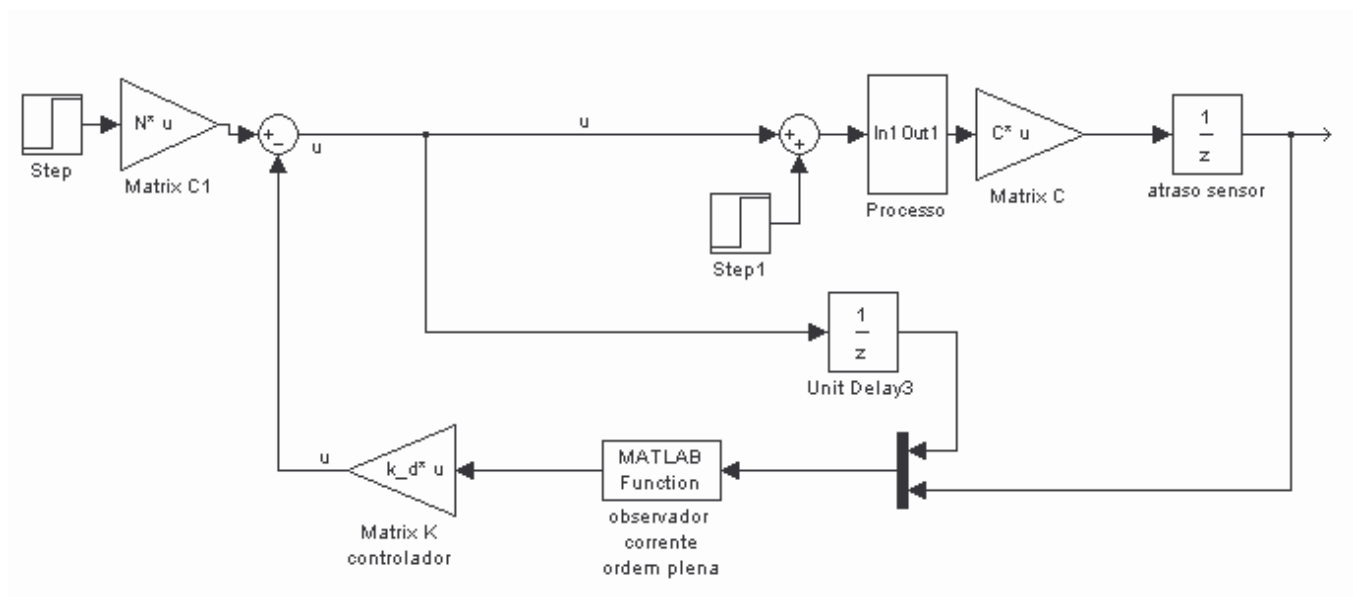 N* u
Step
Matrix C1
+
−
u
u
+
+
Step1
In1 Out1
Processo
C* u
Matrix C
1
z
atraso sensor
1
z
Unit Delay3
u
k_d* u
Matrix K
controlador
MATLAB
Function
observador
corrente
ordem plena